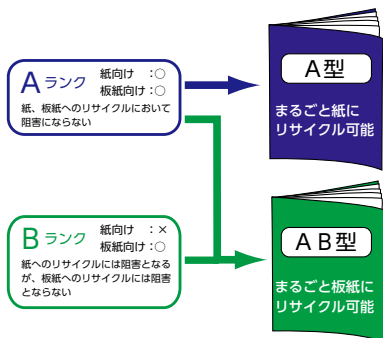 Aランク 紙向け ：○
板紙向け：○
紙、板紙へのリサイクルにおいて
阻害にならない
A型
まるごと紙に
リサイクル可能
Bランク 紙向け ：×
板紙向け：○
紙へのリサイクルには阻害となる
が、板紙へのリサイクルには阻害
とならない
AB型
まるごと板紙に
リサイクル可能